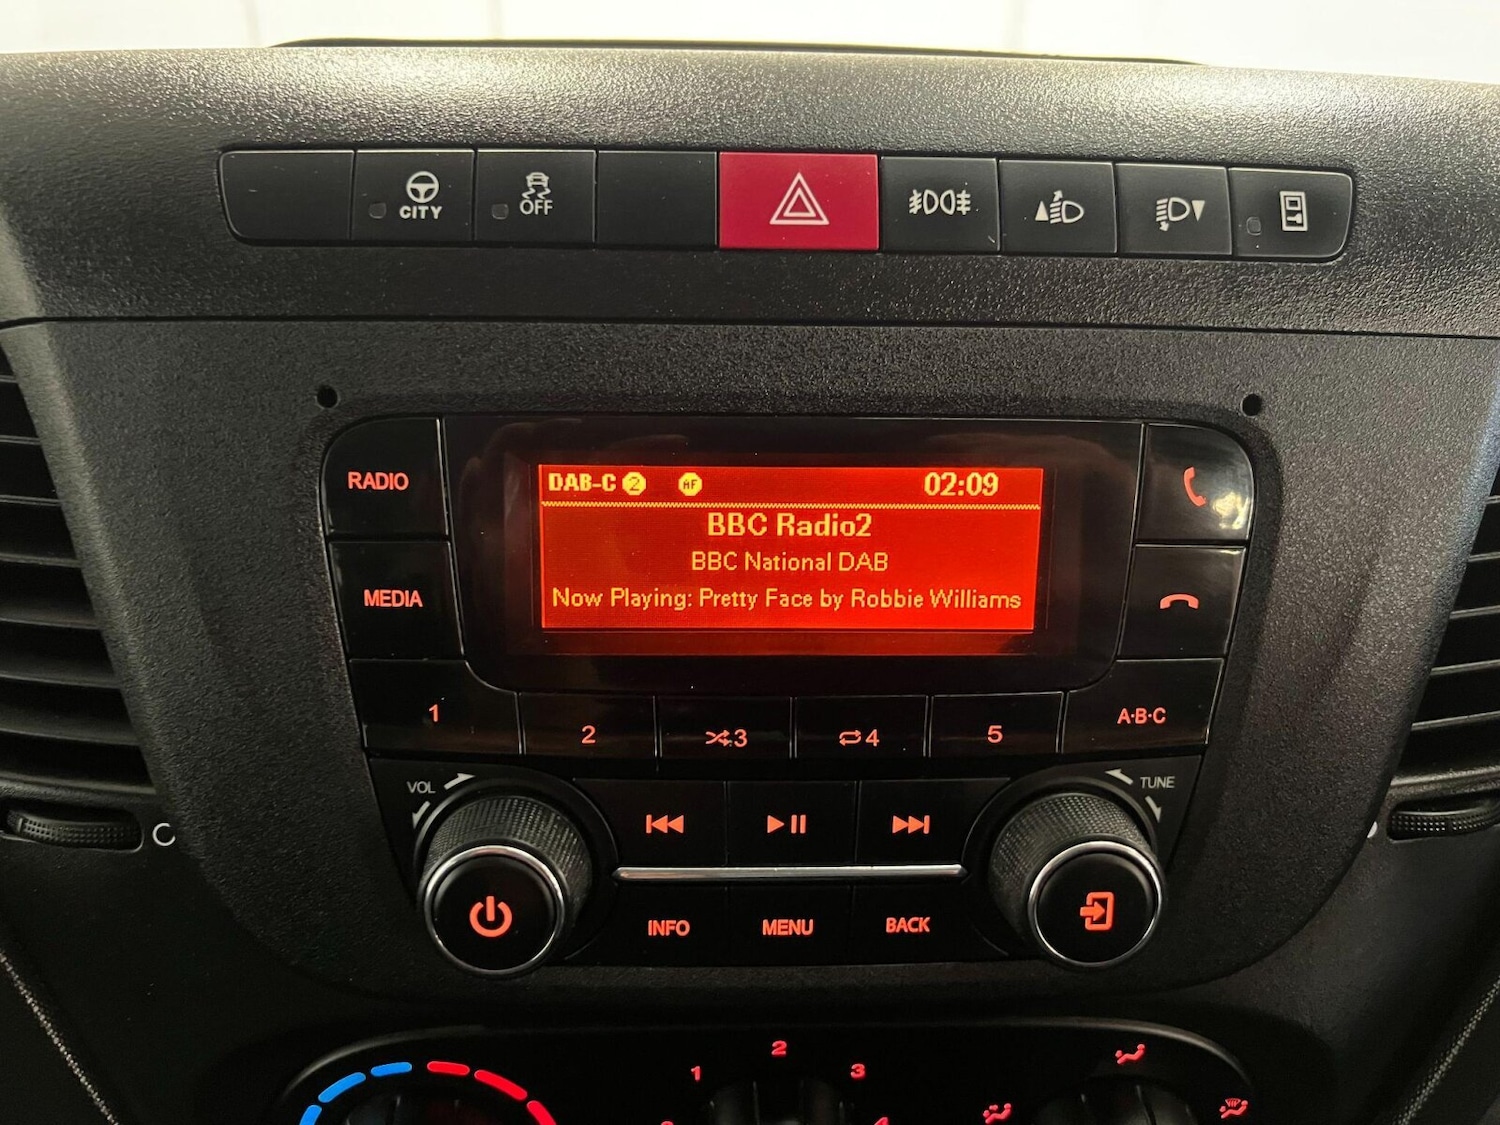 CITY
OFF
RADIO
DAB-C 2 AF 02:09
BBC Radio2
BBC National DAB
MEDIA
Now Playing: Pretty Face by Robbie Williams
1
2
3
4
5
A·B·C
VOL
TUNE
INFO
MENU
BACK
1
2
3